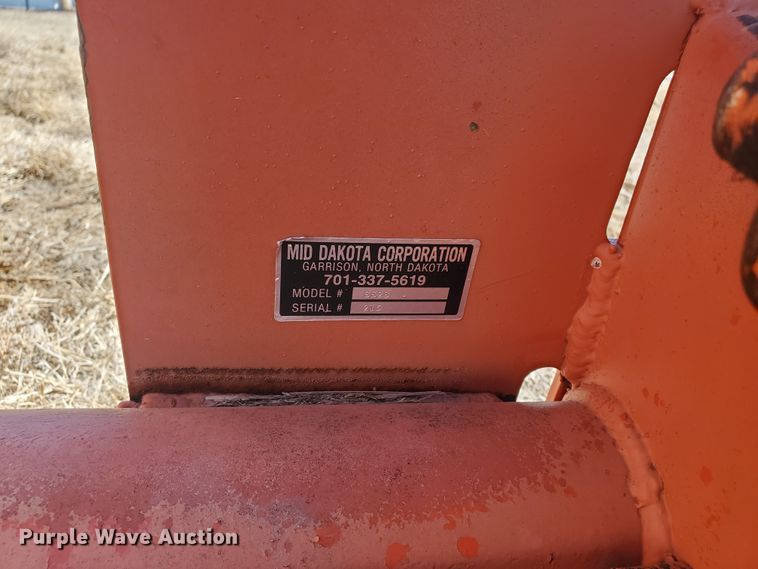 MID DAKOTA CORPORATION
GARRISON, NORTH DAKOTA
701-337-5619
MODEL #
SERIAL #
Purple Wave Auction